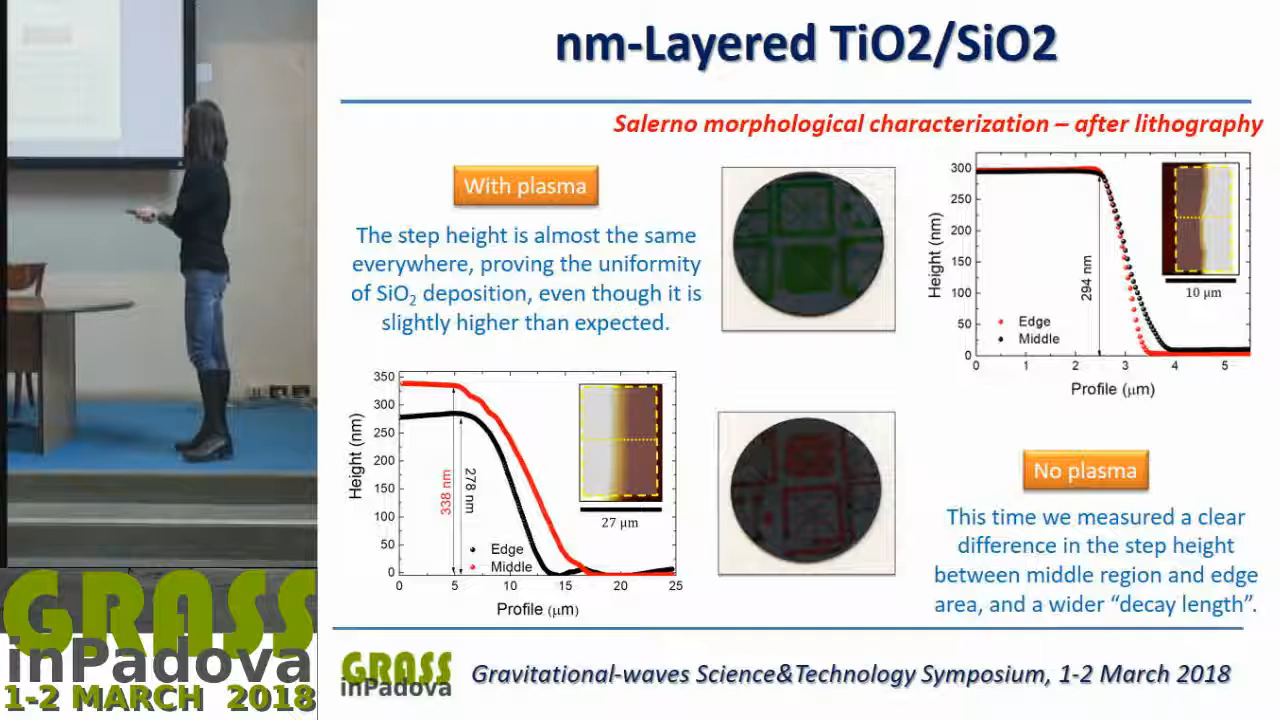 nm-Layered TiO2/SiO2
Salerno morphological characterization – after lithography
With plasma
The step height is almost the same
everywhere, proving the uniformity
of SiO2 deposition, even though it is
slightly higher than expected.
300
250
200
150
100
50
0
Height (nm)
294 nm
Edge
Middle
10 μm
0 1 2 3 4 5
Profile (μm)
350
300
250
200
150
100
50
0
Height (nm)
338 nm
278 nm
Edge
Middle
27 μm
0 5 10 15 20 25
Profile (μm)
No plasma
This time we measured a clear
difference in the step height
between middle region and edge
area, and a wider “decay length”.
GRASS
inPadova
1-2 MARCH 2018
GRASS
inPadova
Gravitational-waves Science&Technology Symposium, 1-2 March 2018